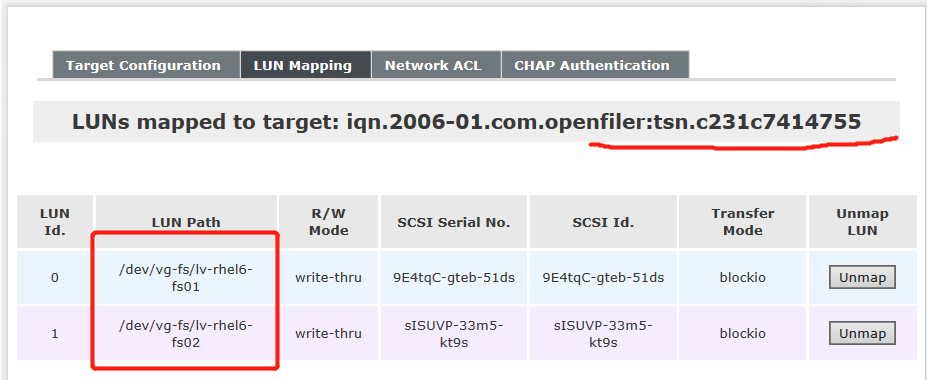 Target Configuration LUN Mapping Network ACL CHAP Authentication
LUNs mapped to target: iqn.2006-01.com.openfiler:tsn.c231c7414755
LUN Id. LUN Path R/W Mode SCSI Serial No. SCSI Id. Transfer Mode Unmap LUN
0 /dev/vg-fs/lv-rhel6-fs01 write-thru 9E4tqC-gteb-51ds 9E4tqC-gteb-51ds blockio Unmap
1 /dev/vg-fs/lv-rhel6-fs02 write-thru sISUVP-33m5-kt9s sISUVP-33m5-kt9s blockio Unmap